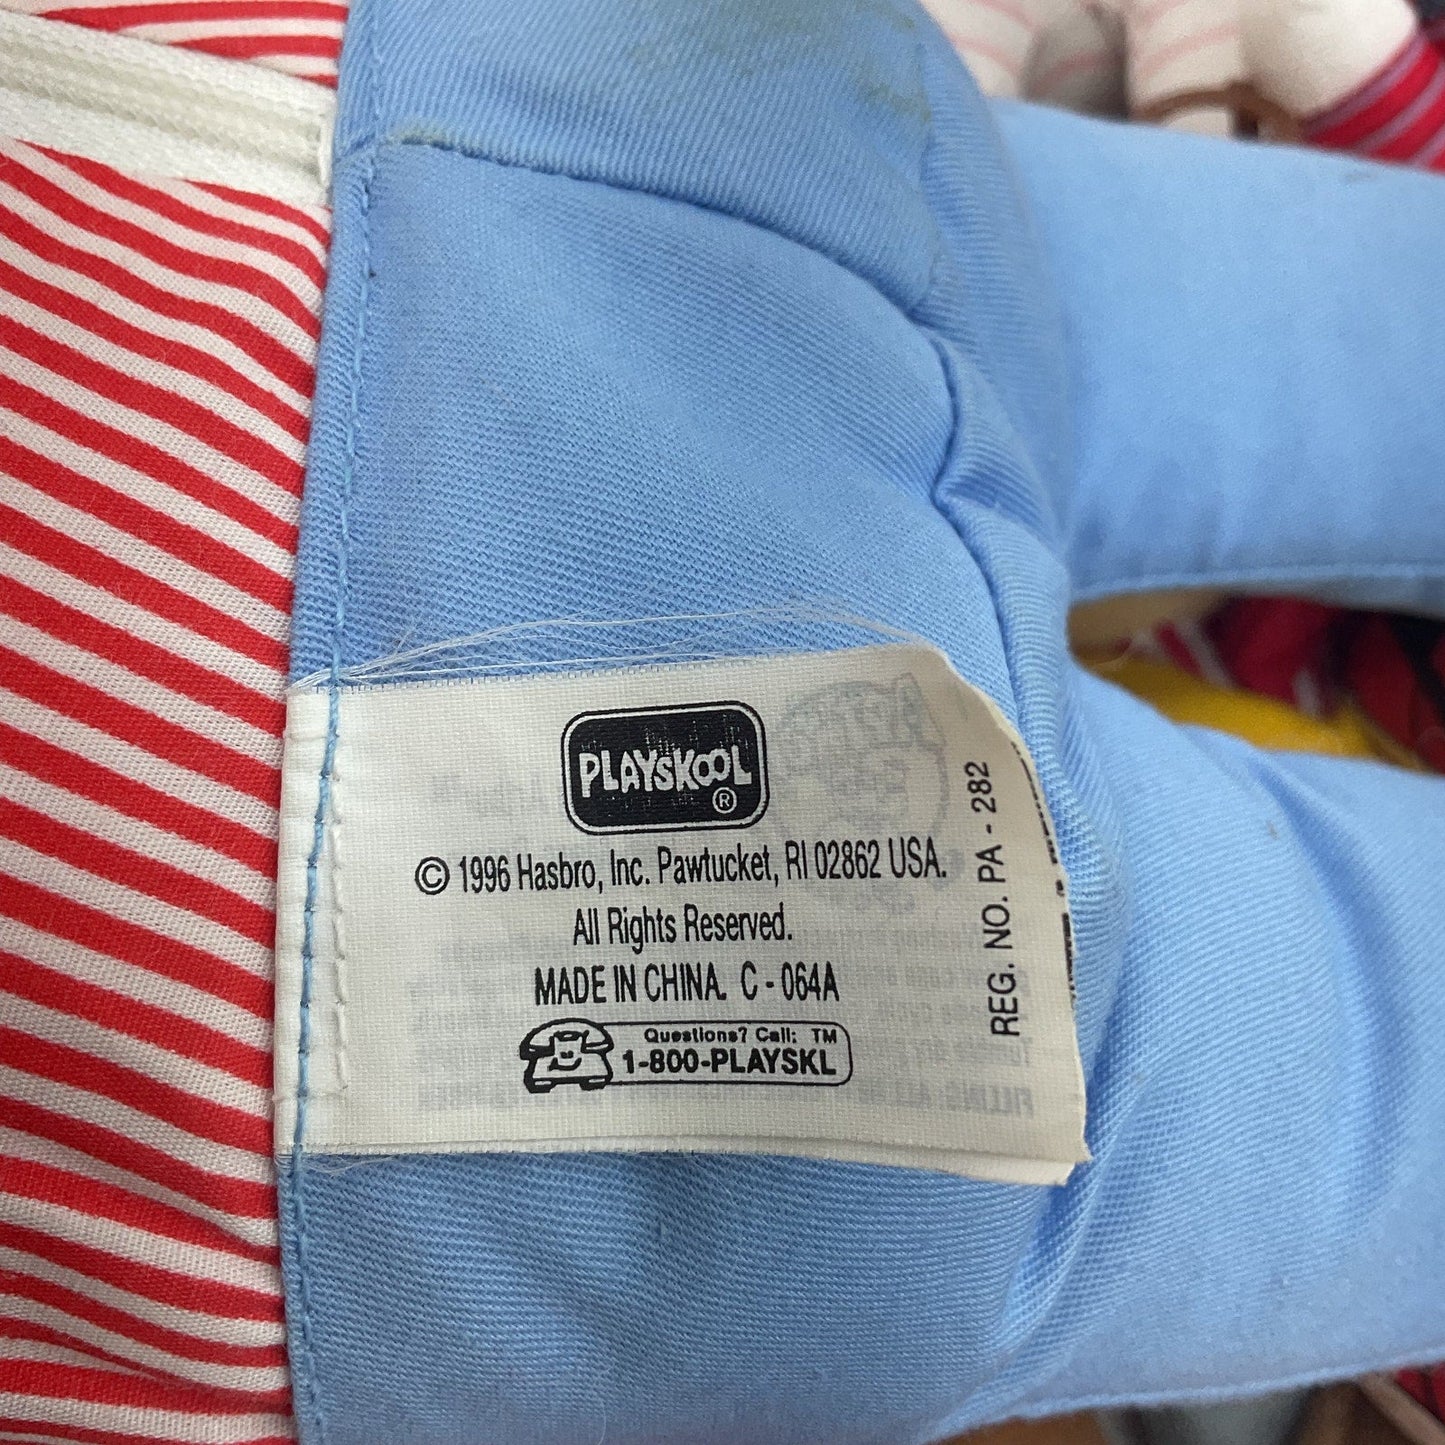 PLAYSKOOL ®
© 1996 Hasbro, Inc. Pawtucket, RI 02862 USA.
All Rights Reserved.
MADE IN CHINA. C - 064A
Questions? Call: TM
1-800-PLAYSKL
REG. NO. PA - 282